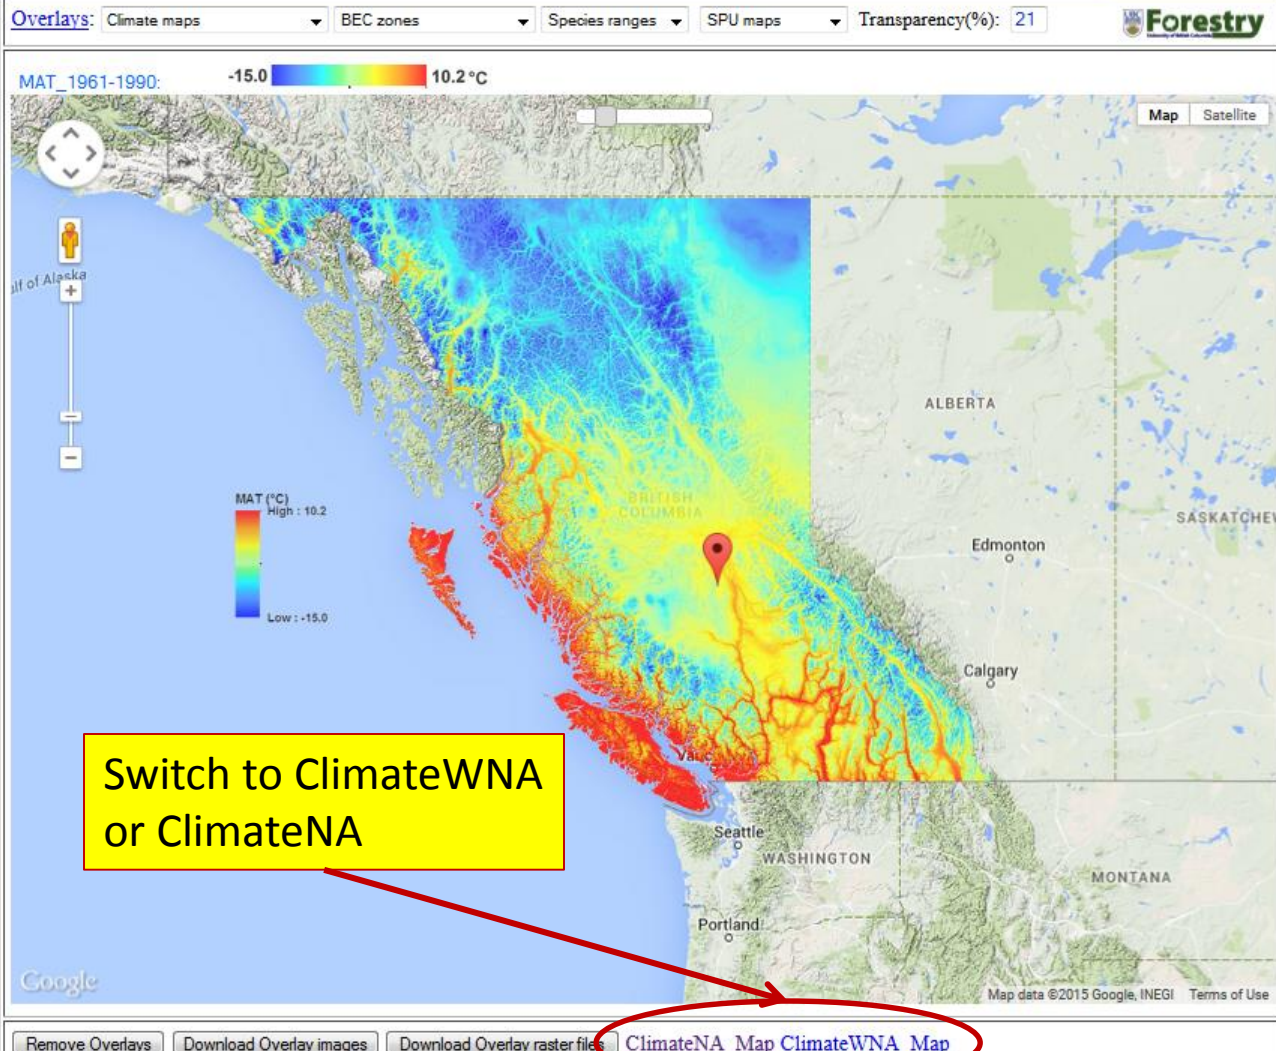 Overlays: Climate maps BEC zones Species ranges SPU maps Transparency(%): 21 Forestry
MAT_1961-1990: -15.0 10.2 °C
Map Satellite
lf of Alaska
ALBERTA
BRITISH
COLUMBIA
MAT (°C)
High : 10.2
Low : -15.0
SASKATCHEW
Edmonton
Calgary
Vanc
Switch to ClimateWNA
or ClimateNA
Seattle
WASHINGTON
MONTANA
Portland
Google
Map data ©2015 Google, INEGI Terms of Use
Remove Overlays Download Overlay images Download Overlay raster files ClimateNA_Map ClimateWNA_Map